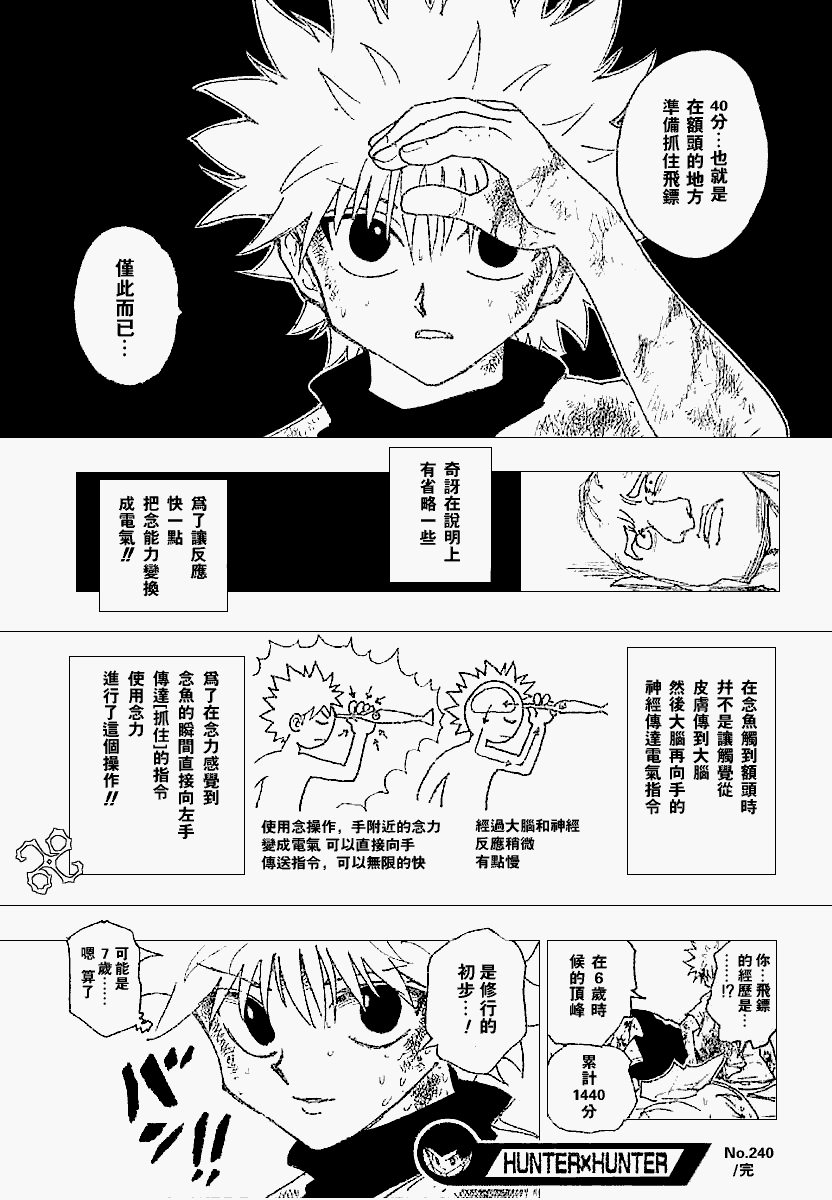 40分…也就是
在額頭的地方
準備抓住飛鏢
僅此而已…
奇訝在說明上
有省略一些
爲了讓反應
快一點
把念能力變換
成電氣!!
在念魚觸到額頭時
幷不是讓觸覺從
皮膚傳到大腦
然後大腦再向手的
神經傳達電氣指令
經過大腦和神經
反應稍微
有點慢
使用念操作，手附近的念力
變成電氣 可以直接向手
傳送指令，可以無限的快
爲了在念力感覺到
念魚的瞬間直接向左手
傳達[抓住]的指令
使用念力
進行了這個操作!!
你…飛鏢
的經歷是…
……!?
在6歲時
候的頂峰
累計
1440
分
是修行的
初步…!
可能是
7歲……
嗯 算了
バン!!
HUNTER×HUNTER
No.240
/完